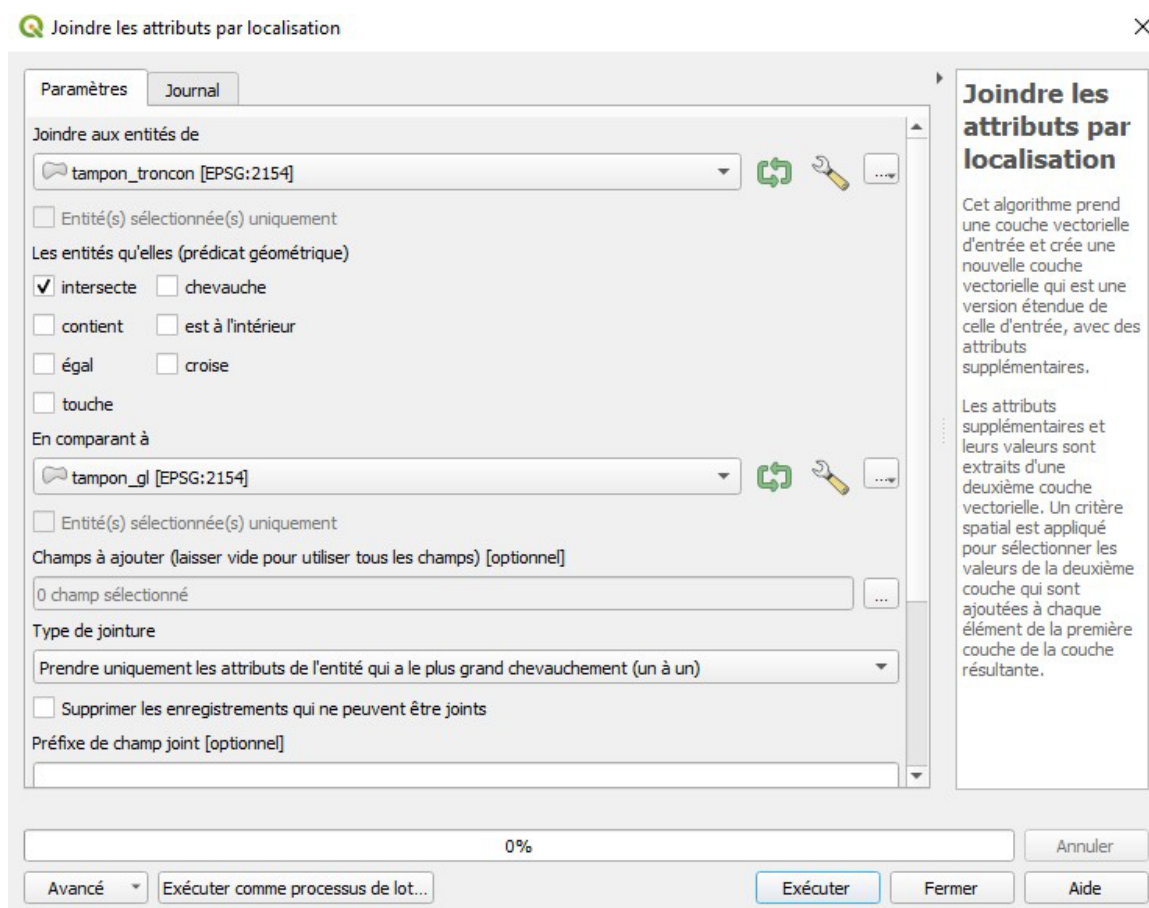 Joindre les attributs par localisation
Paramètres
Journal
Joindre aux entités de
tampon_troncon [EPSG:2154]
...
Entité(s) sélectionnée(s) uniquement
Les entités qu'elles (prédicat géométrique)
intersecte
chevauche
contient
est à l'intérieur
égal
croise
touche
En comparant à
tampon_gl [EPSG:2154]
...
Entité(s) sélectionnée(s) uniquement
Champs à ajouter (laisser vide pour utiliser tous les champs) [optionnel]
0 champ sélectionné
...
Type de jointure
Prendre uniquement les attributs de l'entité qui a le plus grand chevauchement (un à un)
Supprimer les enregistrements qui ne peuvent être joints
Préfixe de champ joint [optionnel]
Joindre les
attributs par
localisation
Cet algorithme prend
une couche vectorielle
d'entrée et crée une
nouvelle couche
vectorielle qui est une
version étendue de
celle d'entrée, avec des
attributs
supplémentaires.
Les attributs
supplémentaires et
leurs valeurs sont
extraits d'une
deuxième couche
vectorielle. Un critère
spatial est appliqué
pour sélectionner les
valeurs de la deuxième
couche qui sont
ajoutées à chaque
élément de la première
couche de la couche
résultante.
0%
Annuler
Avancé
Exécuter comme processus de lot...
Exécuter
Fermer
Aide